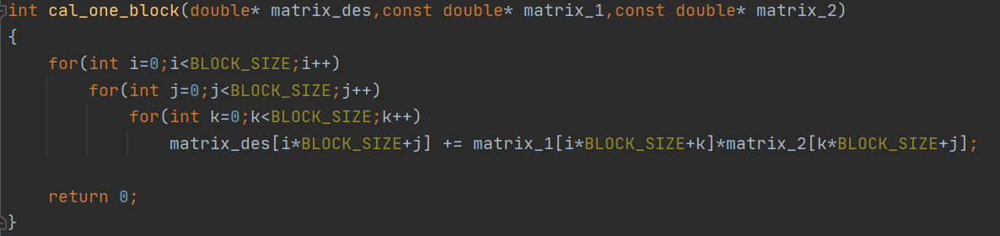 int cal_one_block(double* matrix_des,const double* matrix_1,const double* matrix_2)
{
    for(int i=0;i<BLOCK_SIZE;i++)
        for(int j=0;j<BLOCK_SIZE;j++)
            for(int k=0;k<BLOCK_SIZE;k++)
                matrix_des[i*BLOCK_SIZE+j] += matrix_1[i*BLOCK_SIZE+k]*matrix_2[k*BLOCK_SIZE+j];

    return 0;
}